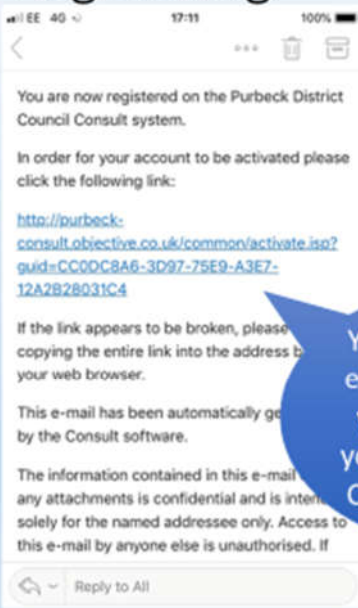 EE 4G 17:11 100%
You are now registered on the Purbeck District
Council Consult system.
In order for your account to be activated please
click the following link:
http://purbeck-
consult.objective.co.uk/common/activate.jsp?
guid=CC0DC8A6-3D97-75E9-A3E7-
12A2B28031C4
If the link appears to be broken, please
copying the entire link into the address b
your web browser.
This e-mail has been automatically ge
by the Consult software.
The information contained in this e-mail
any attachments is confidential and is inten
solely for the named addressee only. Access to
this e-mail by anyone else is unauthorised. If
Reply to All